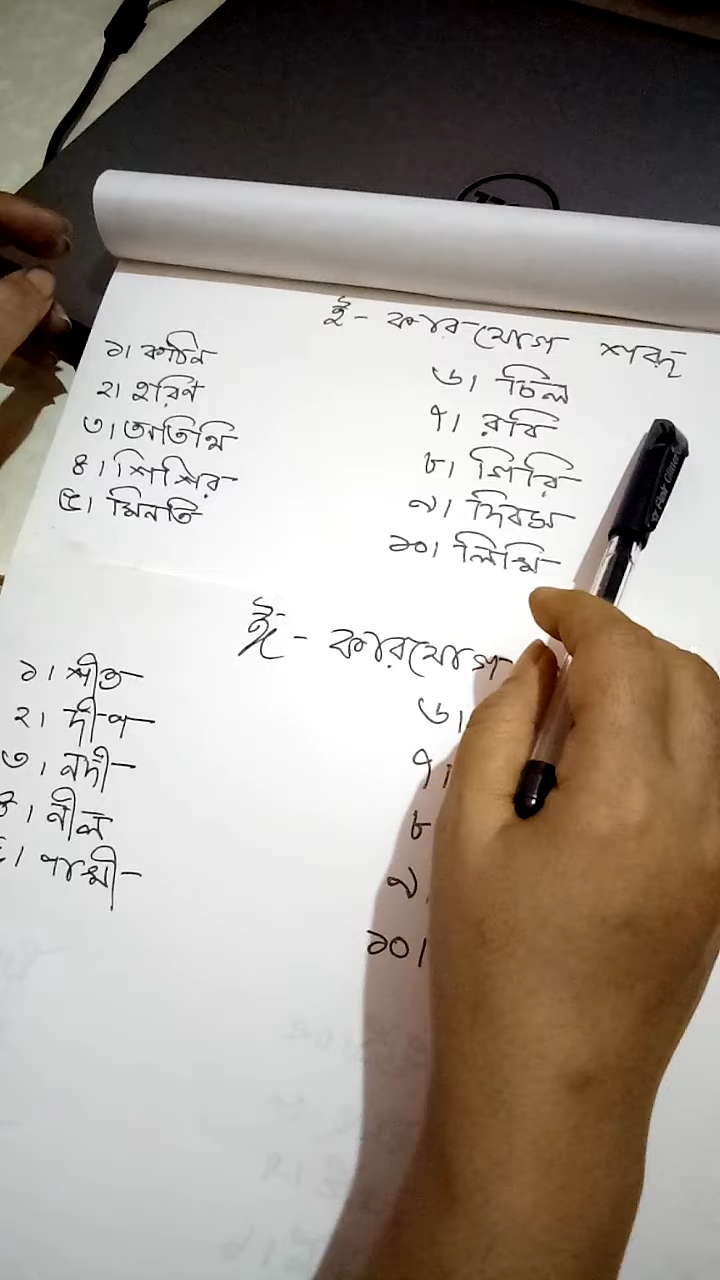 ই - কারযোগ শব্দ
১। কঠিন
২। হরিণ
৩। অতিথি
৪। শিশির
৫। মিনতি
৬। চিল
৭। রবি
৮। গিরি
৯। দিবস
১০। লিখি
ঈ - কারযোগ
১। শীত
২। দীপ
৩। নদী
৪। নীল
৫। পাখী
৬।
৭।
৮
৯।
১০।